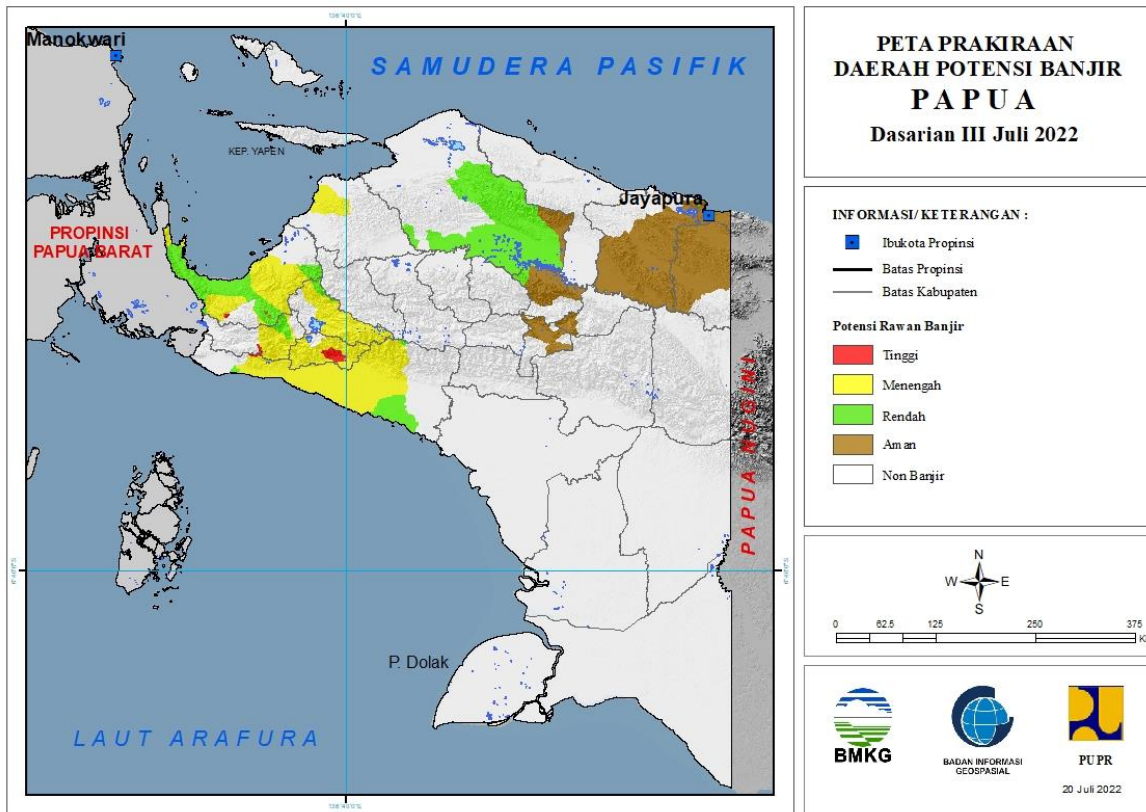 PETA PRAKIRAAN
DAERAH POTENSI BANJIR
PAPUA
Dasarian III Juli 2022
INFORMASI/ KETERANGAN :
Ibukota Propinsi
Batas Propinsi
Batas Kabupaten
Potensi Rawan Banjir
Tinggi
Menengah
Rendah
Aman
Non Banjir
N
W E
S
0 62.5 125 250 375
K
BMKG
BADAN INFORMASI
GEOSPASIAL
PUPR
20 Juli 2022
Manokwari
SAMUDERA PASIFIK
KEP. YAPEN
Jayapura
PROPINSI
PAPUA BARAT
PAPUA NUGINI
P. Dolak
LAUT ARAFURA